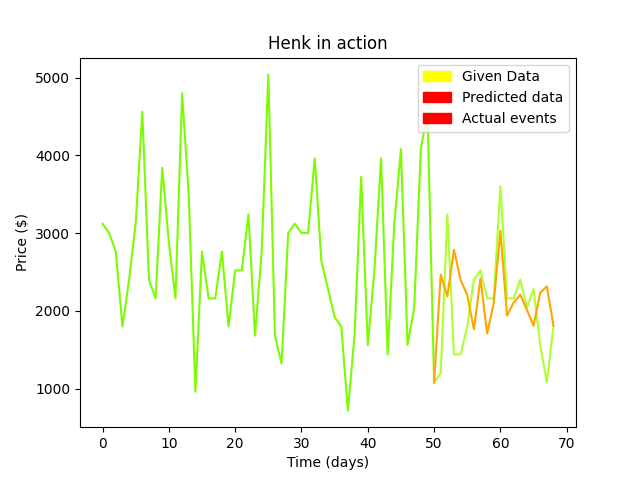 Henk in action
Given Data
Predicted data
Actual events
Price ($)
5000
4000
3000
2000
1000
0
10
20
30
40
50
60
70
Time (days)